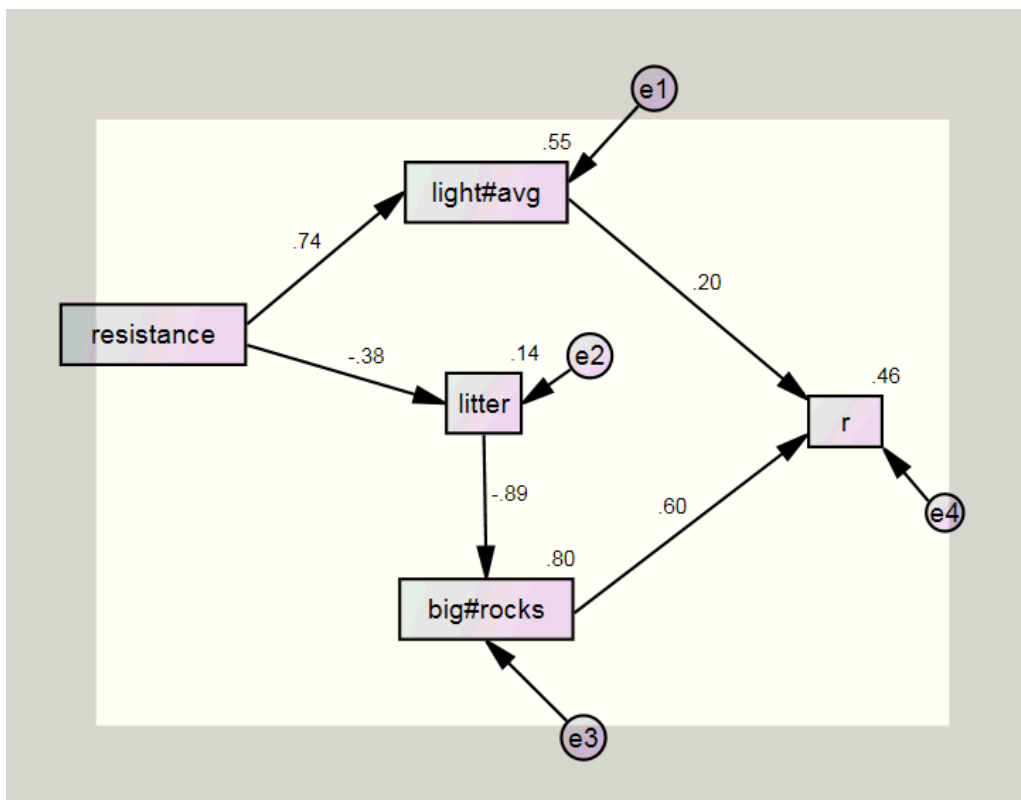 e1
.55
light#avg
.74
.20
resistance
-.38
.14
e2
.46
litter
r
-.89
.60
e4
.80
big#rocks
e3